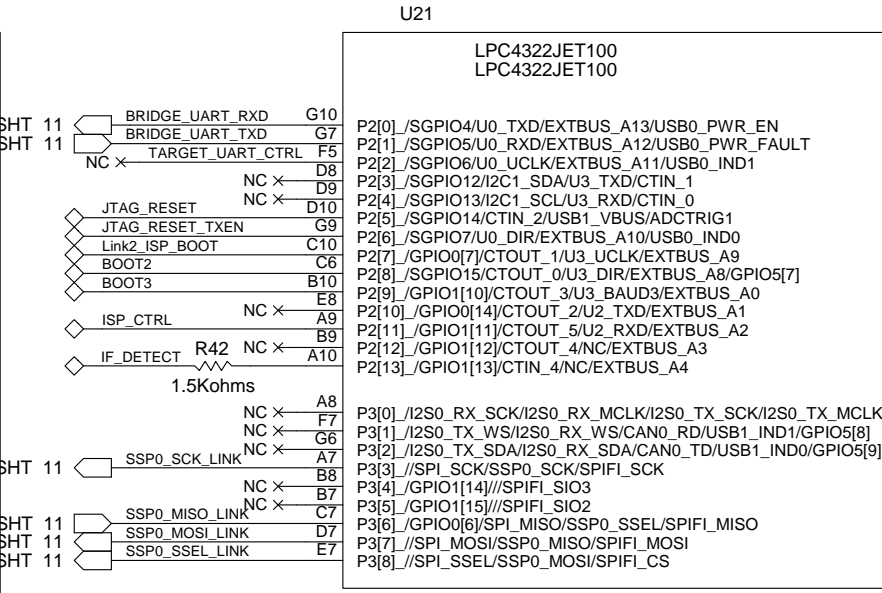 U21
LPC4322JET100
LPC4322JET100
SHT 11 BRIDGE_UART_RXD G10 P2[0]_/SGPIO4/U0_TXD/EXTBUS_A13/USB0_PWR_EN
SHT 11 BRIDGE_UART_TXD G7 P2[1]_/SGPIO5/U0_RXD/EXTBUS_A12/USB0_PWR_FAULT
NC TARGET_UART_CTRL F5 P2[2]_/SGPIO6/U0_UCLK/EXTBUS_A11/USB0_IND1
NC D8 P2[3]_/SGPIO12/I2C1_SDA/U3_TXD/CTIN_1
NC D9 P2[4]_/SGPIO13/I2C1_SCL/U3_RXD/CTIN_0
JTAG_RESET D10 P2[5]_/SGPIO14/CTIN_2/USB1_VBUS/ADCTRIG1
JTAG_RESET_TXEN G9 P2[6]_/SGPIO7/U0_DIR/EXTBUS_A10/USB0_IND0
Link2_ISP_BOOT C10 P2[7]_/GPIO0[7]/CTOUT_1/U3_UCLK/EXTBUS_A9
BOOT2 C6 P2[8]_/SGPIO15/CTOUT_0/U3_DIR/EXTBUS_A8/GPIO5[7]
BOOT3 B10 P2[9]_/GPIO1[10]/CTOUT_3/U3_BAUD3/EXTBUS_A0
NC E8 P2[10]_/GPIO0[14]/CTOUT_2/U2_TXD/EXTBUS_A1
ISP_CTRL A9 P2[11]_/GPIO1[11]/CTOUT_5/U2_RXD/EXTBUS_A2
NC B9 P2[12]_/GPIO1[12]/CTOUT_4/NC/EXTBUS_A3
IF_DETECT R42 A10 P2[13]_/GPIO1[13]/CTIN_4/NC/EXTBUS_A4
1.5Kohms
NC A8 P3[0]_/I2S0_RX_SCK/I2S0_RX_MCLK/I2S0_TX_SCK/I2S0_TX_MCLK
NC F7 P3[1]_/I2S0_TX_WS/I2S0_RX_WS/CAN0_RD/USB1_IND1/GPIO5[8]
NC G6 P3[2]_/I2S0_TX_SDA/I2S0_RX_SDA/CAN0_TD/USB1_IND0/GPIO5[9]
SHT 11 SSP0_SCK_LINK A7 P3[3]_//SPI_SCK/SSP0_SCK/SPIFI_SCK
NC B8 P3[4]_/GPIO1[14]///SPIFI_SIO3
NC B7 P3[5]_/GPIO1[15]///SPIFI_SIO2
SHT 11 SSP0_MISO_LINK C7 P3[6]_/GPIO0[6]/SPI_MISO/SSP0_SSEL/SPIFI_MISO
SHT 11 SSP0_MOSI_LINK D7 P3[7]_//SPI_MOSI/SSP0_MISO/SPIFI_MOSI
SHT 11 SSP0_SSEL_LINK E7 P3[8]_//SPI_SSEL/SSP0_MOSI/SPIFI_CS